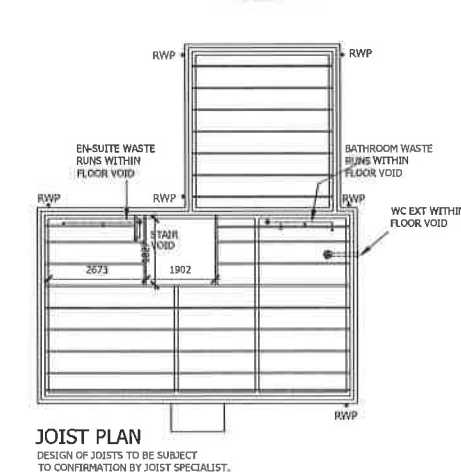 RWP
RWP
EN-SUITE WASTE
RUNS WITHIN
FLOOR VOID
BATHROOM WASTE
RUNS WITHIN
FLOOR VOID
RWP
RWP
RWP
WC EXT WITHIN
FLOOR VOID
STAIR
VOID
2673
1902
RWP
JOIST PLAN
DESIGN OF JOISTS TO BE SUBJECT
TO CONFIRMATION BY JOIST SPECIALIST.